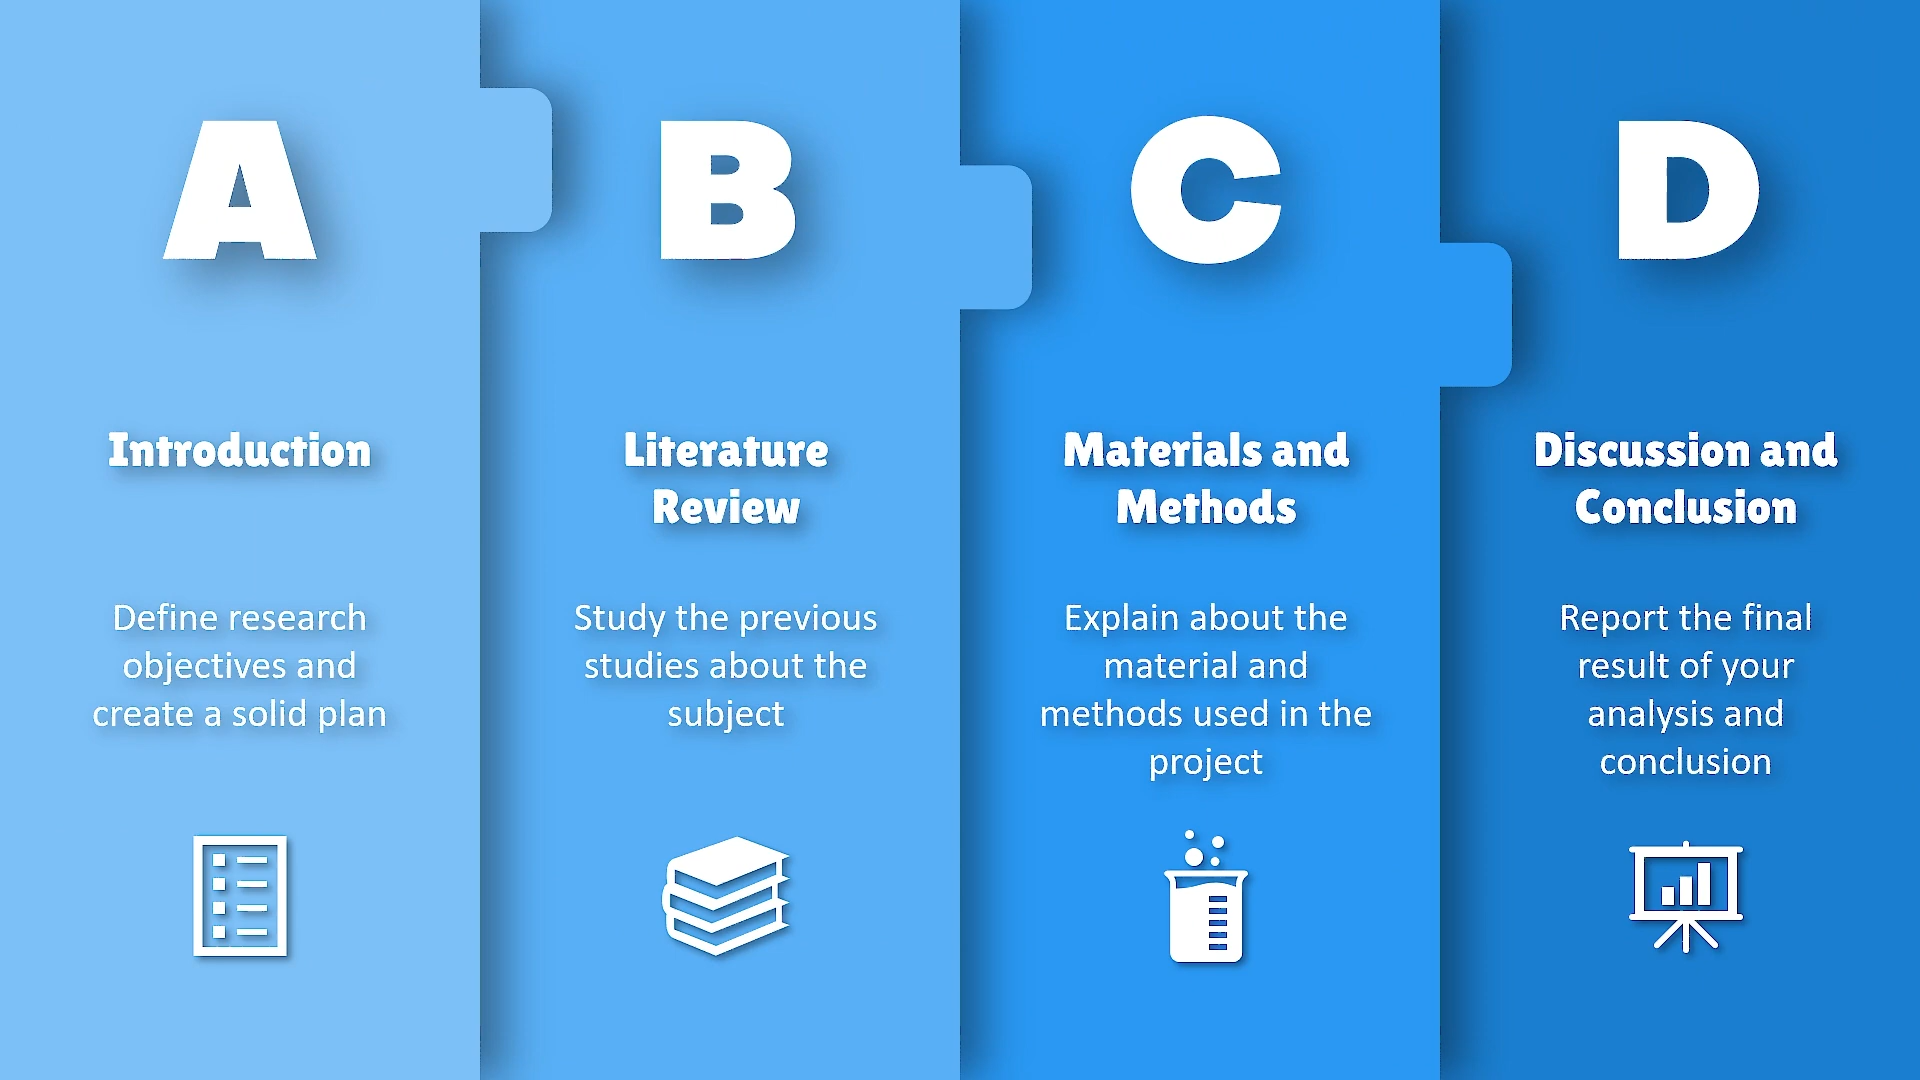 A
Introduction
Define research
objectives and
create a solid plan
B
Literature
Review
Study the previous
studies about the
subject
C
Materials and
Methods
Explain about the
material and
methods used in the
project
D
Discussion and
Conclusion
Report the final
result of your
analysis and
conclusion